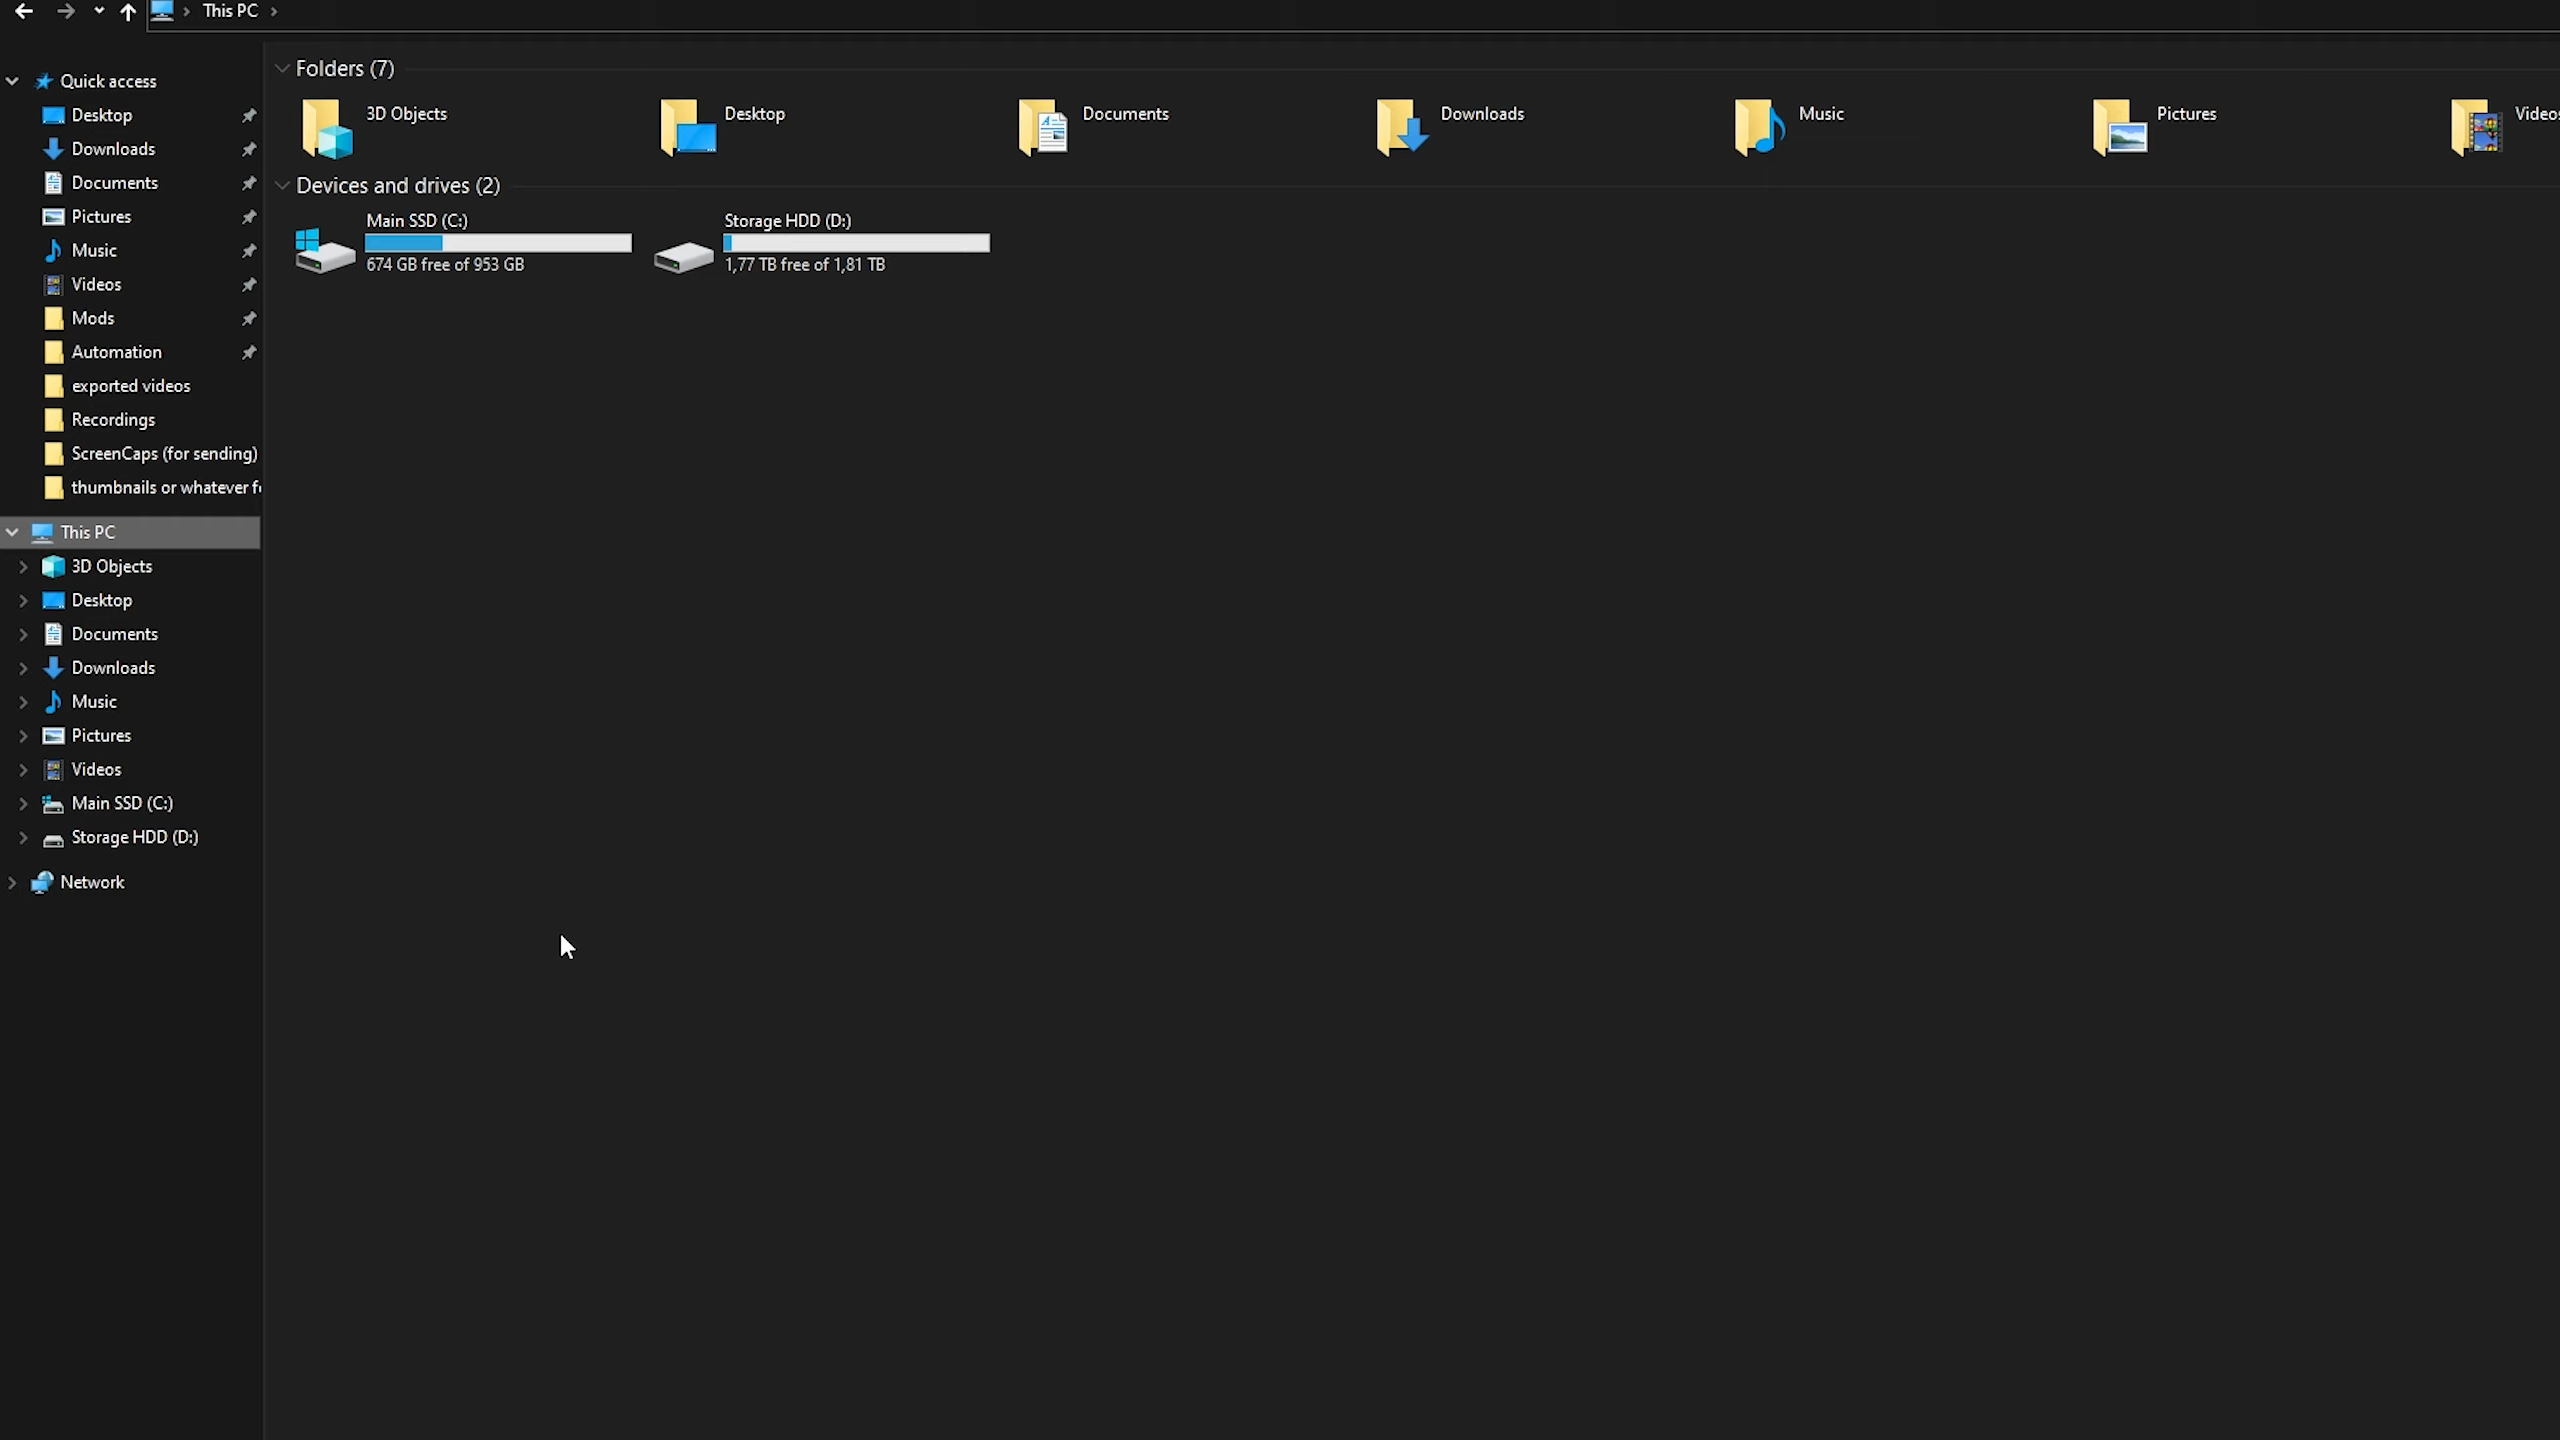 This PC
Quick access
Desktop
Downloads
Documents
Pictures
Music
Videos
Mods
Automation
exported videos
Recordings
ScreenCaps (for sending)
thumbnails or whatever
This PC
3D Objects
Desktop
Documents
Downloads
Music
Pictures
Videos
Main SSD (C:)
Storage HDD (D:)
Network
Folders (7)
3D Objects
Desktop
Documents
Downloads
Music
Pictures
Videos
Devices and drives (2)
Main SSD (C:)
674 GB free of 953 GB
Storage HDD (D:)
1,77 TB free of 1,81 TB